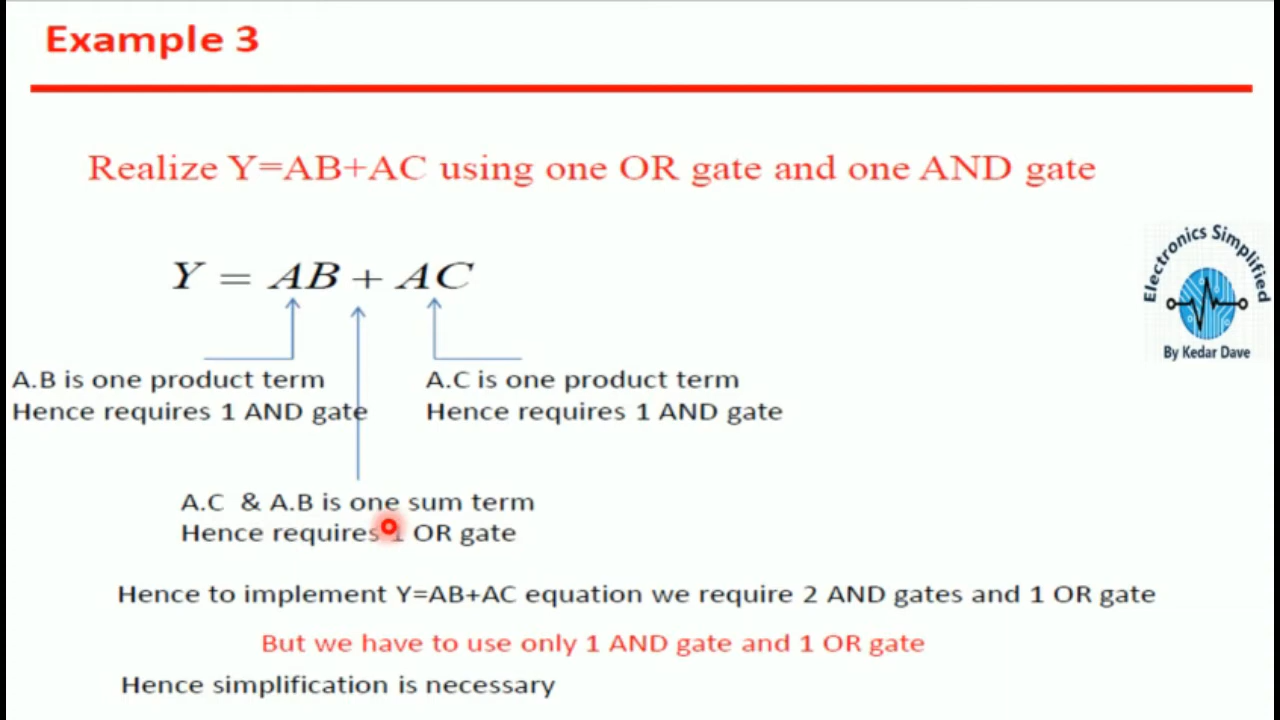 Example 3
Realize Y=AB+AC using one OR gate and one AND gate
Y = AB + AC
A.B is one product term
Hence requires 1 AND gate
A.C is one product term
Hence requires 1 AND gate
A.C & A.B is one sum term
Hence requires 1 OR gate
Hence to implement Y=AB+AC equation we require 2 AND gates and 1 OR gate
But we have to use only 1 AND gate and 1 OR gate
Hence simplification is necessary
Electronics Simplified
By Kedar Dave